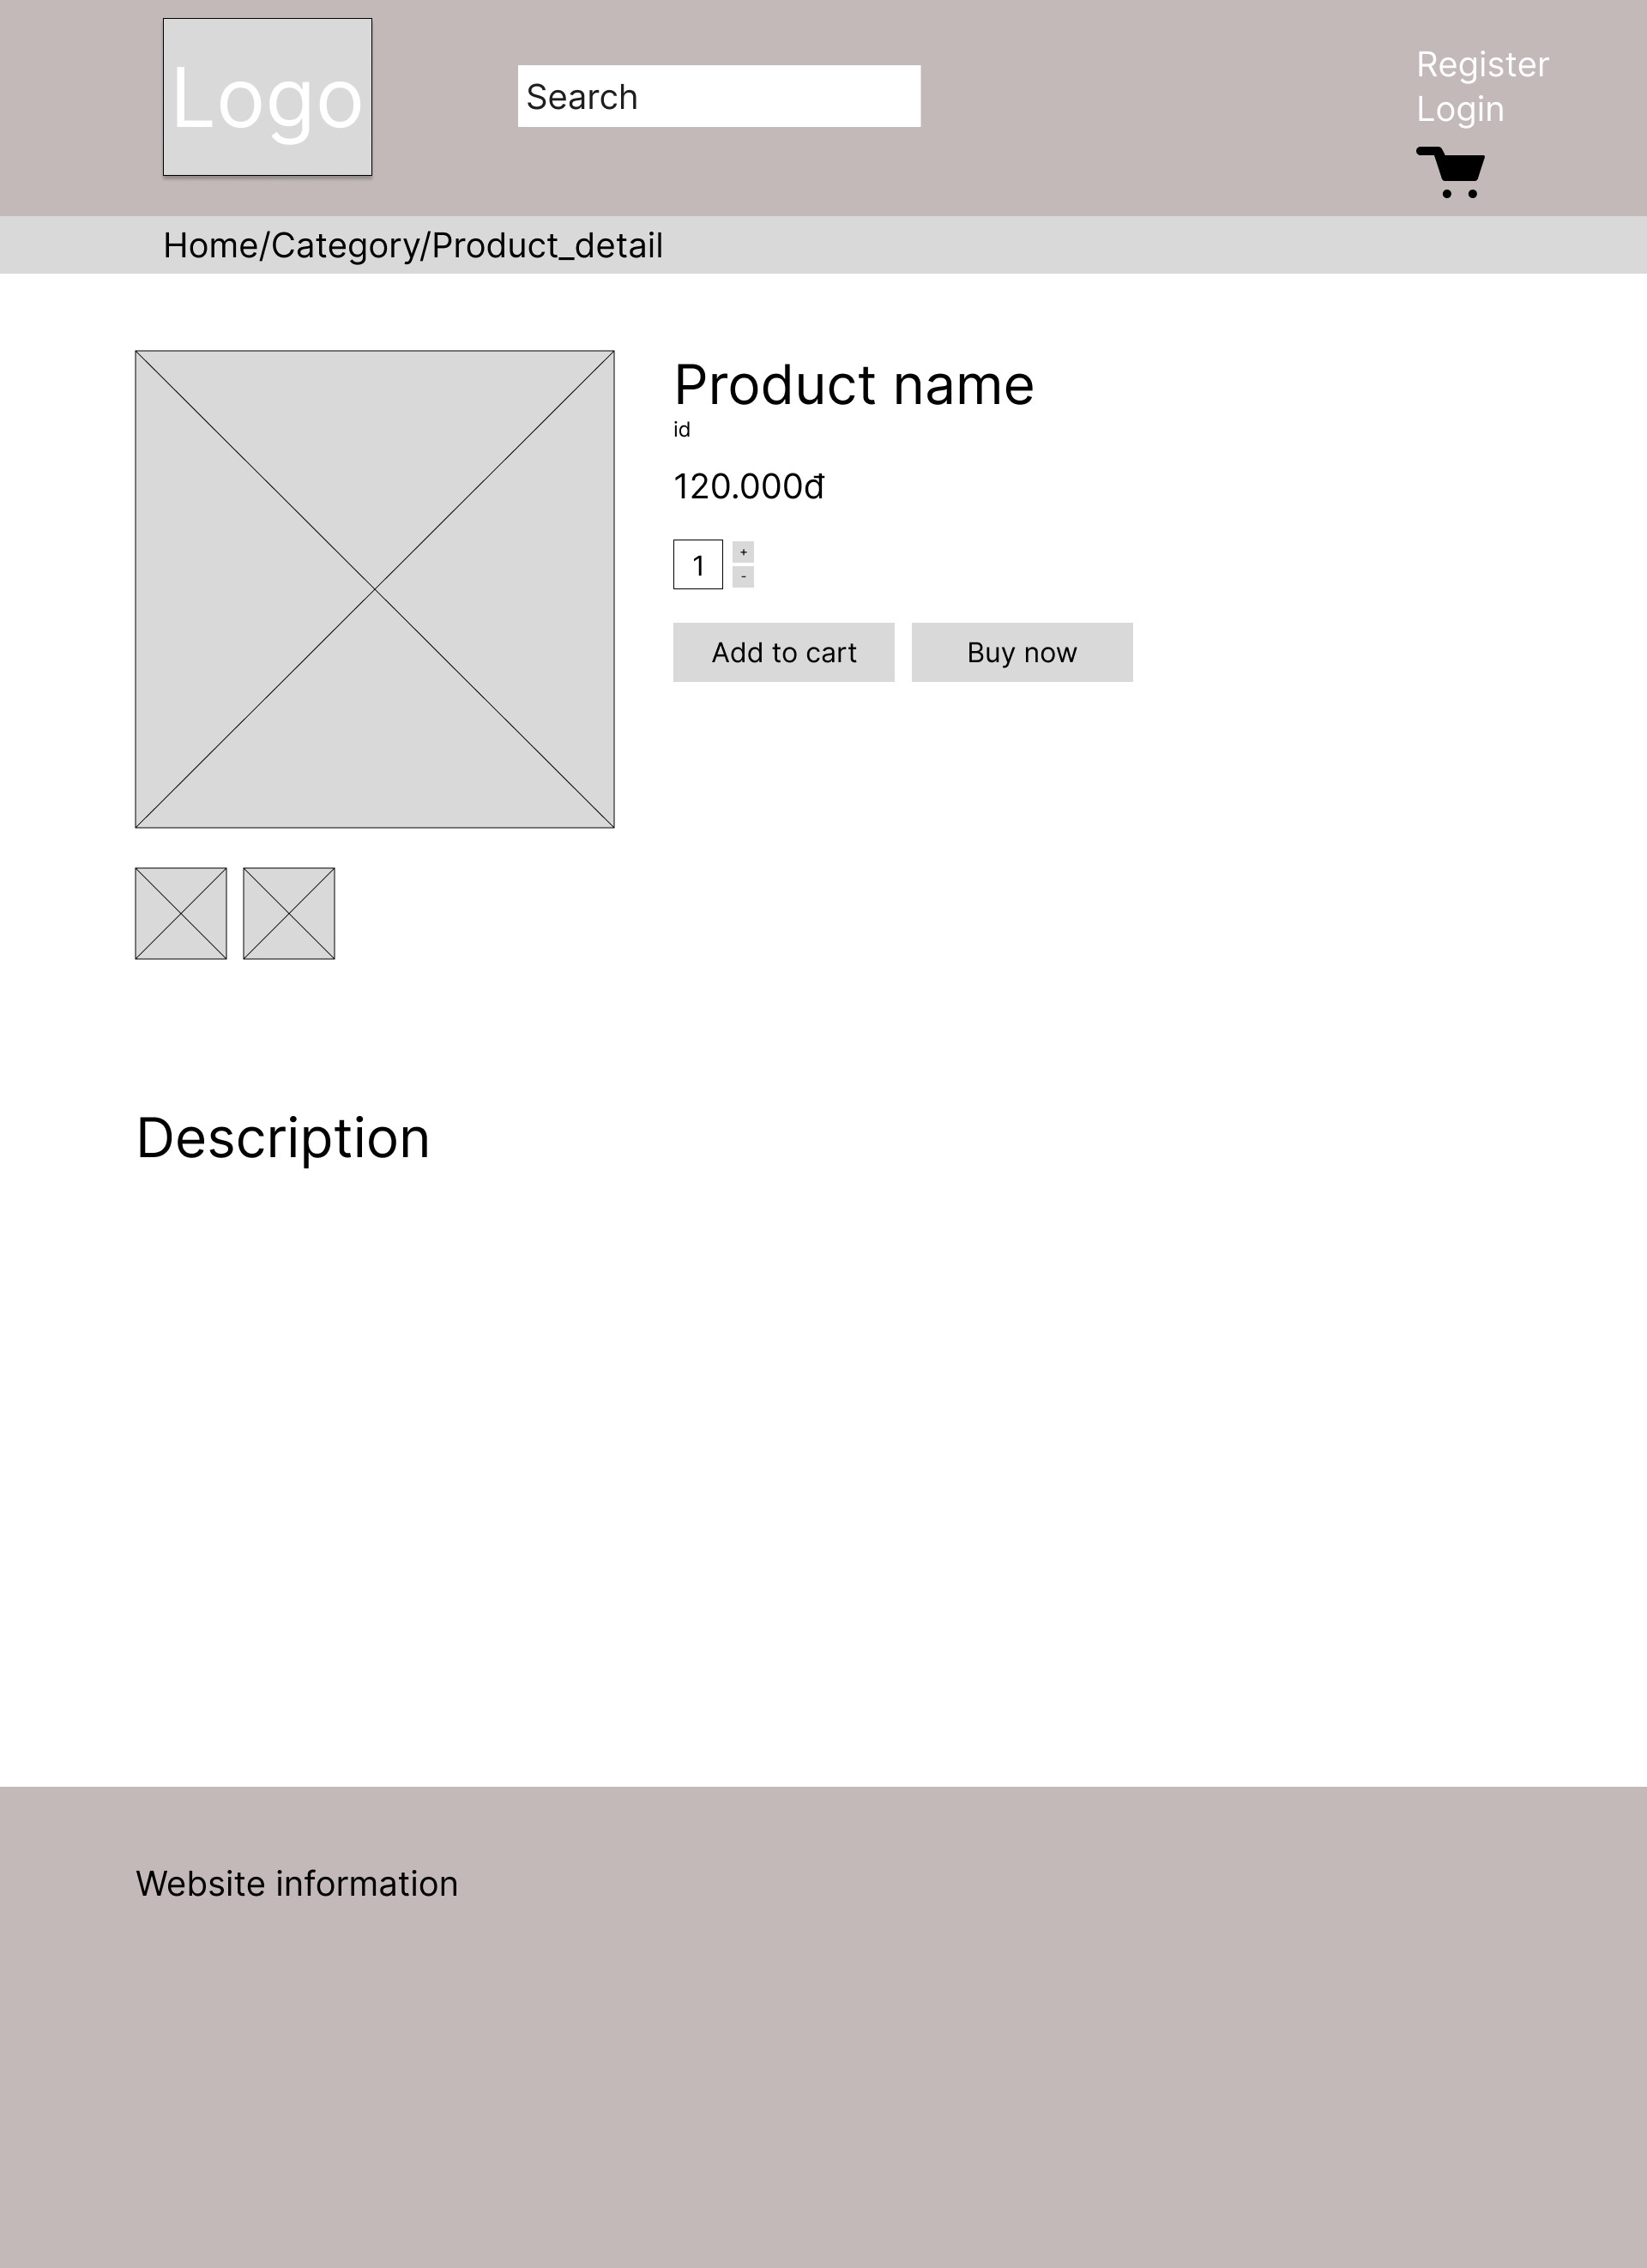 Logo
Search
Register
Login
Home/Category/Product_detail
Product name
id
120.000đ
1
+
-
Add to cart
Buy now
Description
Website information